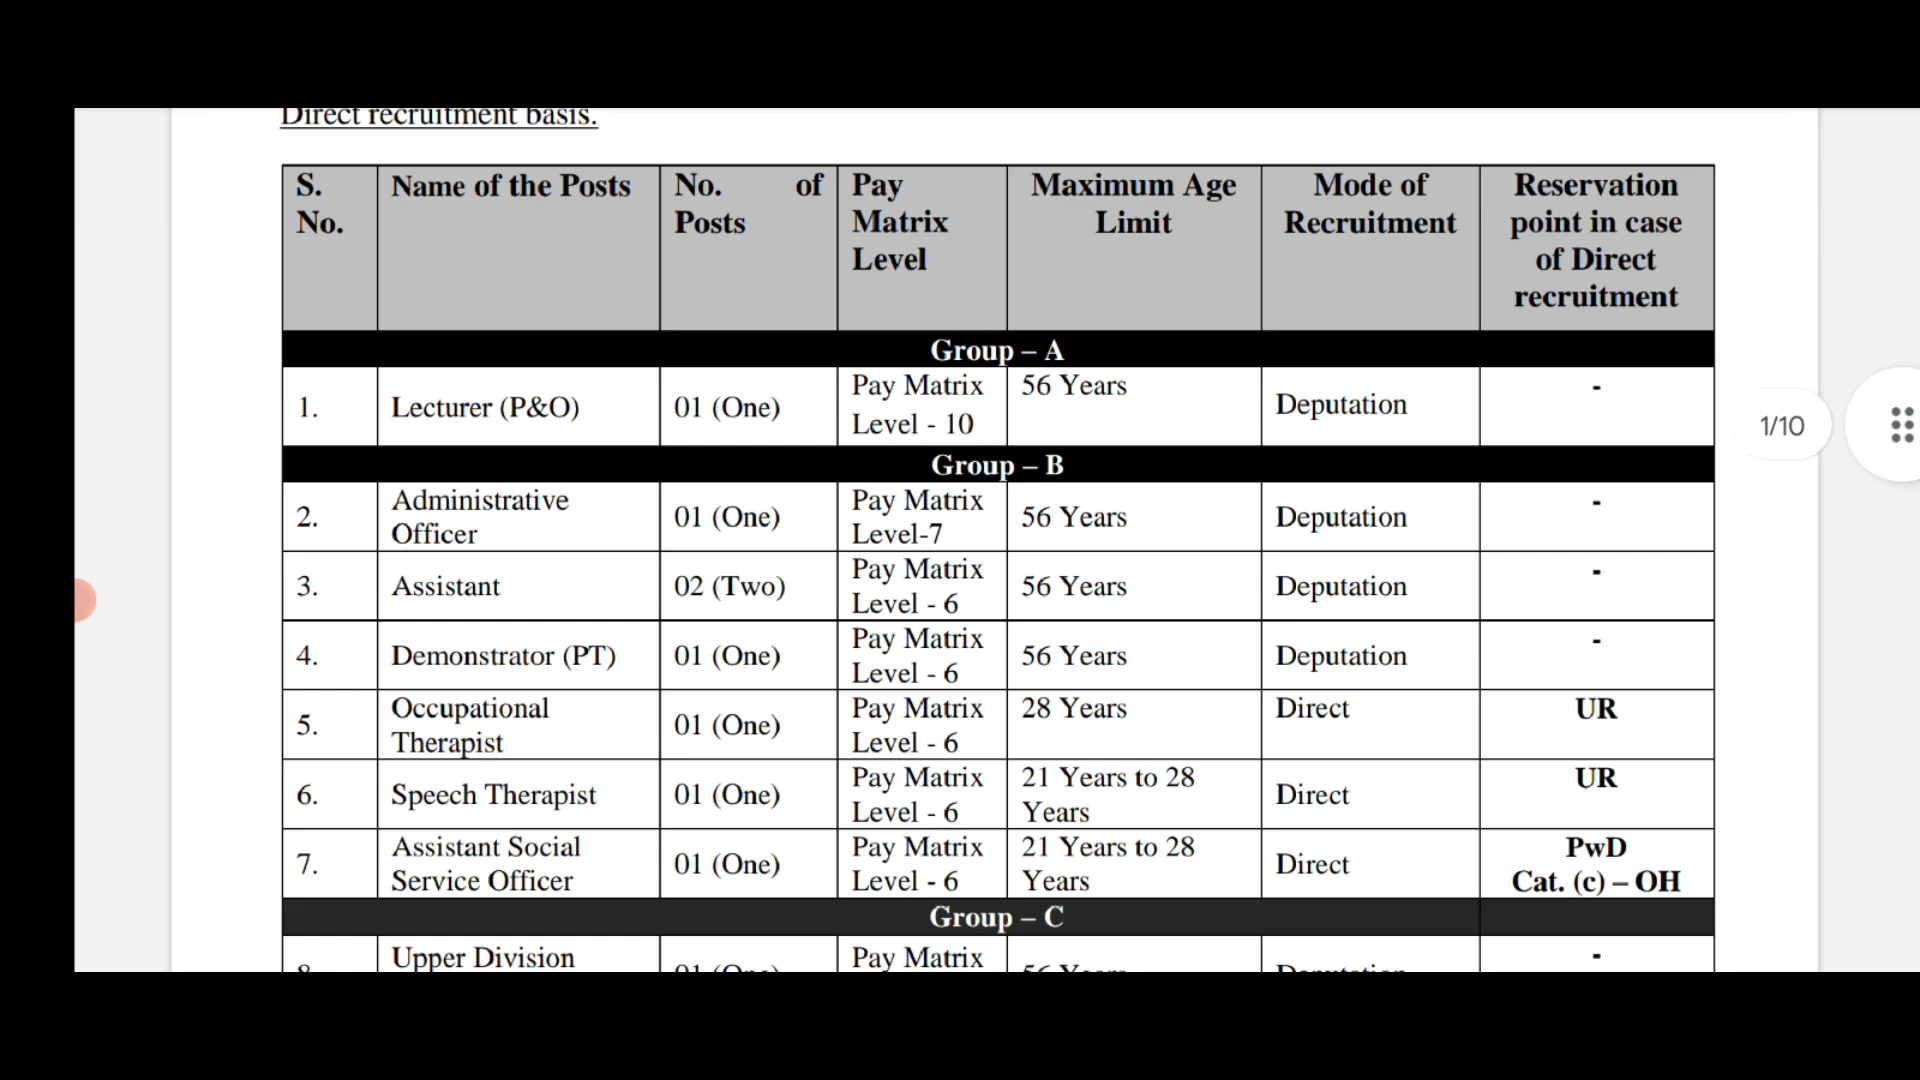 Direct recruitment basis.
S. No. Name of the Posts No. of Posts Pay Matrix Level Maximum Age Limit Mode of Recruitment Reservation point in case of Direct recruitment
Group – A
1. Lecturer (P&O) 01 (One) Pay Matrix Level - 10 56 Years Deputation -
Group – B
2. Administrative Officer 01 (One) Pay Matrix Level-7 56 Years Deputation -
3. Assistant 02 (Two) Pay Matrix Level - 6 56 Years Deputation -
4. Demonstrator (PT) 01 (One) Pay Matrix Level - 6 56 Years Deputation -
5. Occupational Therapist 01 (One) Pay Matrix Level - 6 28 Years Direct UR
6. Speech Therapist 01 (One) Pay Matrix Level - 6 21 Years to 28 Years Direct UR
7. Assistant Social Service Officer 01 (One) Pay Matrix Level - 6 21 Years to 28 Years Direct PwD Cat. (c) – OH
Group – C
Upper Division Pay Matrix -
1/10